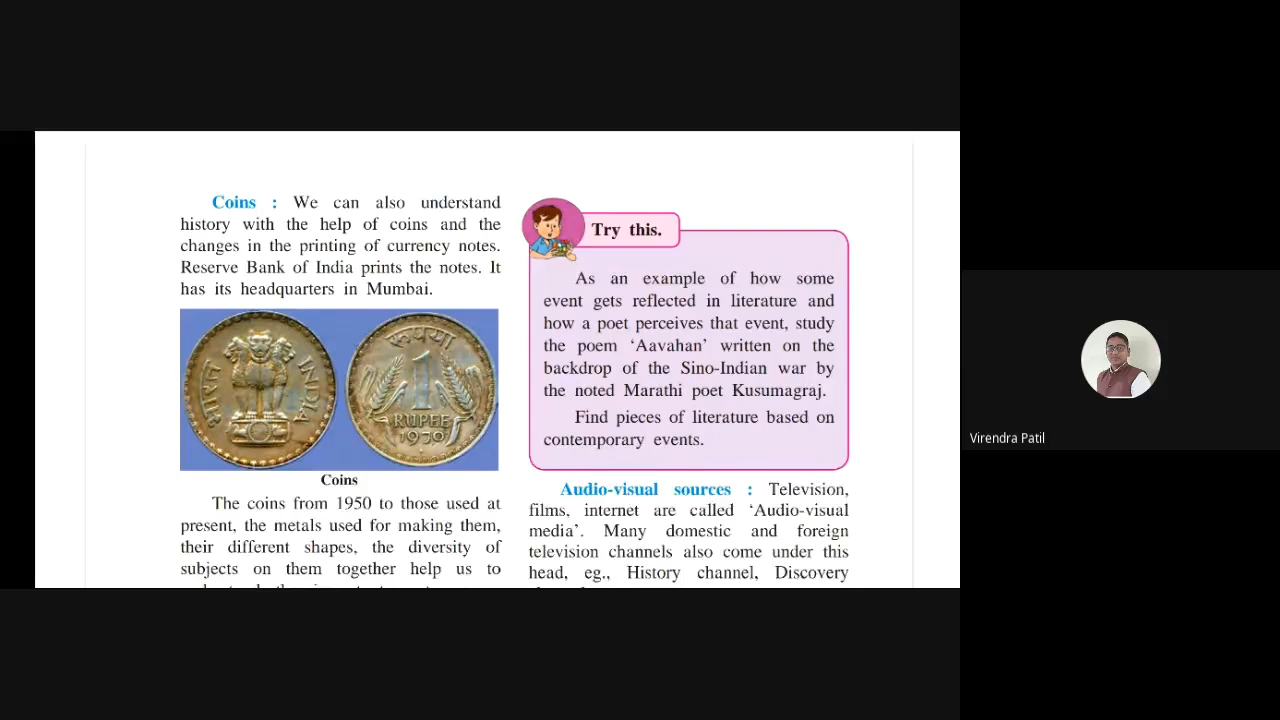 Coins : We can also understand
history with the help of coins and the
changes in the printing of currency notes.
Reserve Bank of India prints the notes. It
has its headquarters in Mumbai.
भारत
INDIA
रुपया
1
RUPEE
1970
Coins
The coins from 1950 to those used at
present, the metals used for making them,
their different shapes, the diversity of
subjects on them together help us to
Try this.
As an example of how some
event gets reflected in literature and
how a poet perceives that event, study
the poem ‘Aavahan’ written on the
backdrop of the Sino-Indian war by
the noted Marathi poet Kusumagraj.
Find pieces of literature based on
contemporary events.
Audio-visual sources : Television,
films, internet are called ‘Audio-visual
media’. Many domestic and foreign
television channels also come under this
head, eg., History channel, Discovery
Virendra Patil